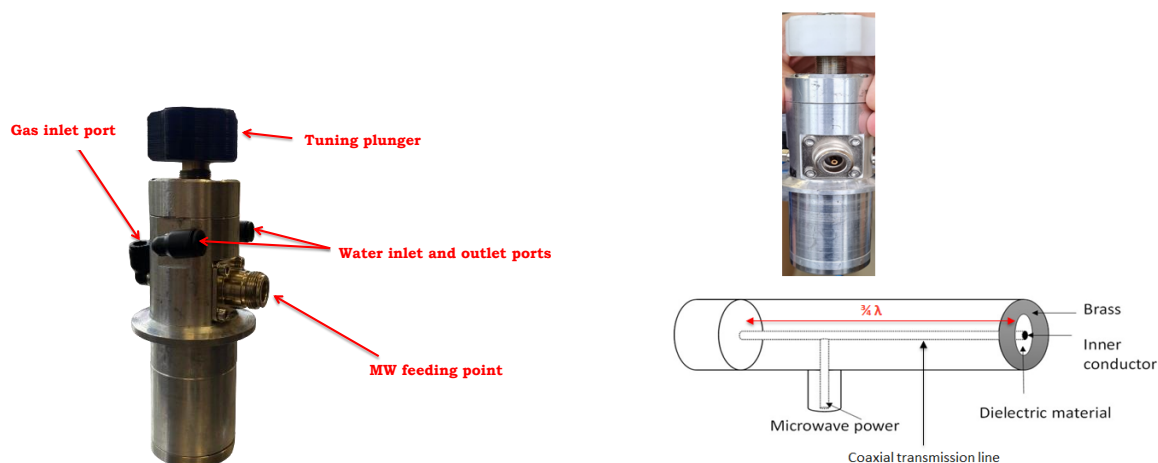 Gas inlet port
Tuning plunger
Water inlet and outlet ports
MW feeding point
¾ λ
Brass
Inner
conductor
Dielectric material
Microwave power
Coaxial transmission line